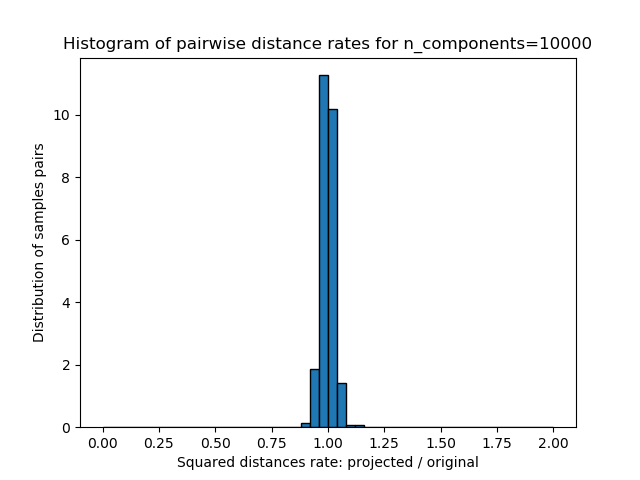 Histogram of pairwise distance rates for n_components=10000
Distribution of samples pairs
10
8
6
4
2
0
0.00 0.25 0.50 0.75 1.00 1.25 1.50 1.75 2.00
Squared distances rate: projected / original